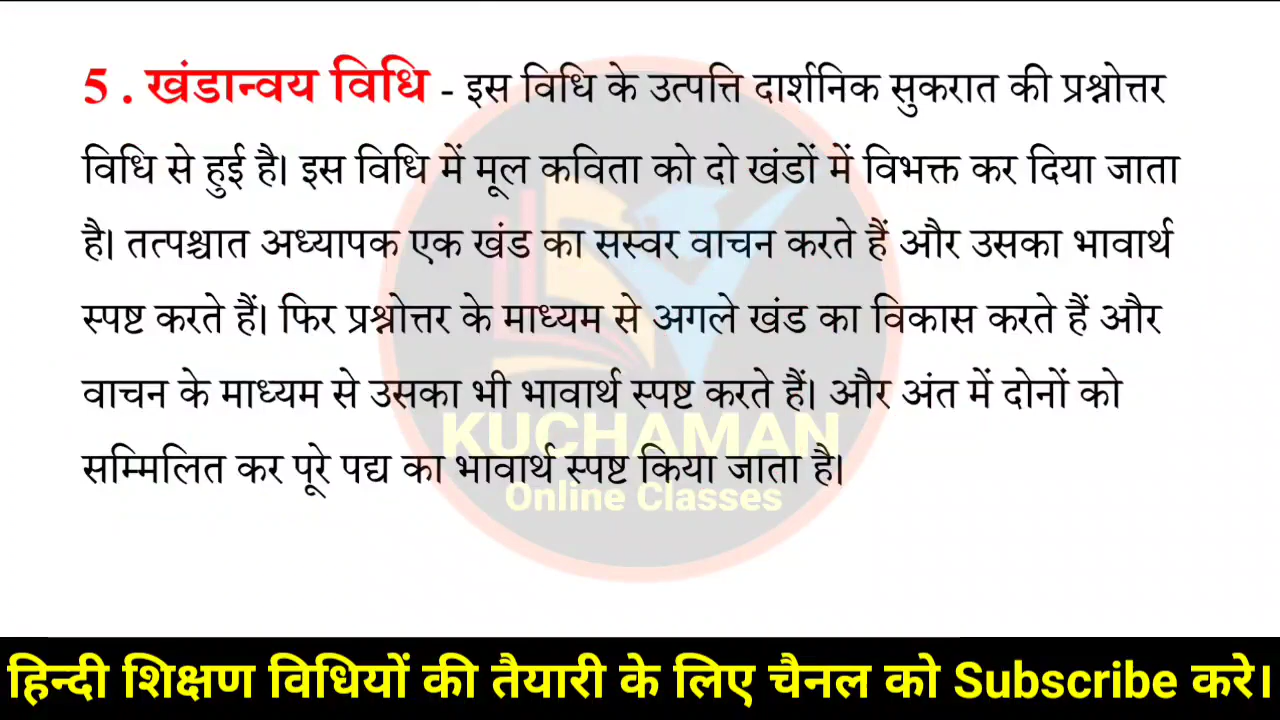 5 . खंडान्वय विधि - इस विधि के उत्पत्ति दार्शनिक सुकरात की प्रश्नोत्तर
विधि से हुई है। इस विधि में मूल कविता को दो खंडों में विभक्त कर दिया जाता
है। तत्पश्चात अध्यापक एक खंड का सस्वर वाचन करते हैं और उसका भावार्थ
स्पष्ट करते हैं। फिर प्रश्नोत्तर के माध्यम से अगले खंड का विकास करते हैं और
वाचन के माध्यम से उसका भी भावार्थ स्पष्ट करते हैं। और अंत में दोनों को
KUCHAMAN
सम्मिलित कर पूरे पद्य का भावार्थ स्पष्ट किया जाता है।
Online Classes
हिन्दी शिक्षण विधियों की तैयारी के लिए चैनल को Subscribe करे।